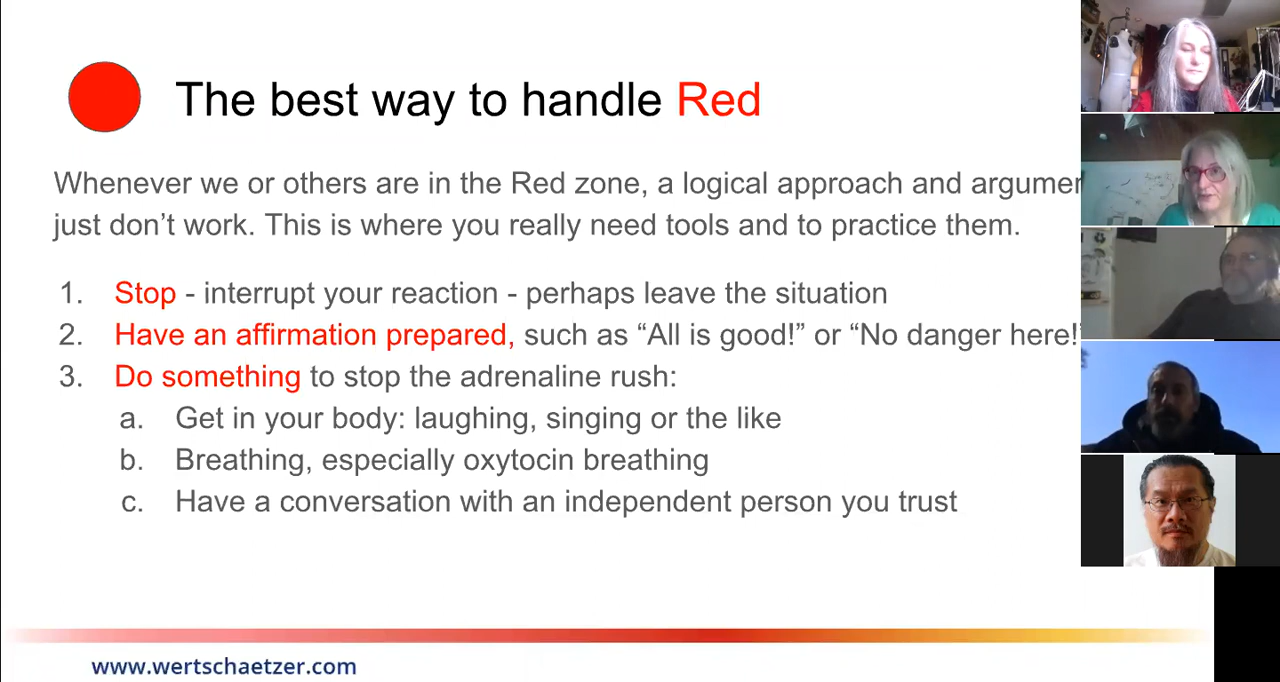 The best way to handle Red
Whenever we or others are in the Red zone, a logical approach and argumen
just don’t work. This is where you really need tools and to practice them.
1. Stop - interrupt your reaction - perhaps leave the situation
2. Have an affirmation prepared, such as “All is good!” or “No danger here!”
3. Do something to stop the adrenaline rush:
a. Get in your body: laughing, singing or the like
b. Breathing, especially oxytocin breathing
c. Have a conversation with an independent person you trust
www.wertschaetzer.com